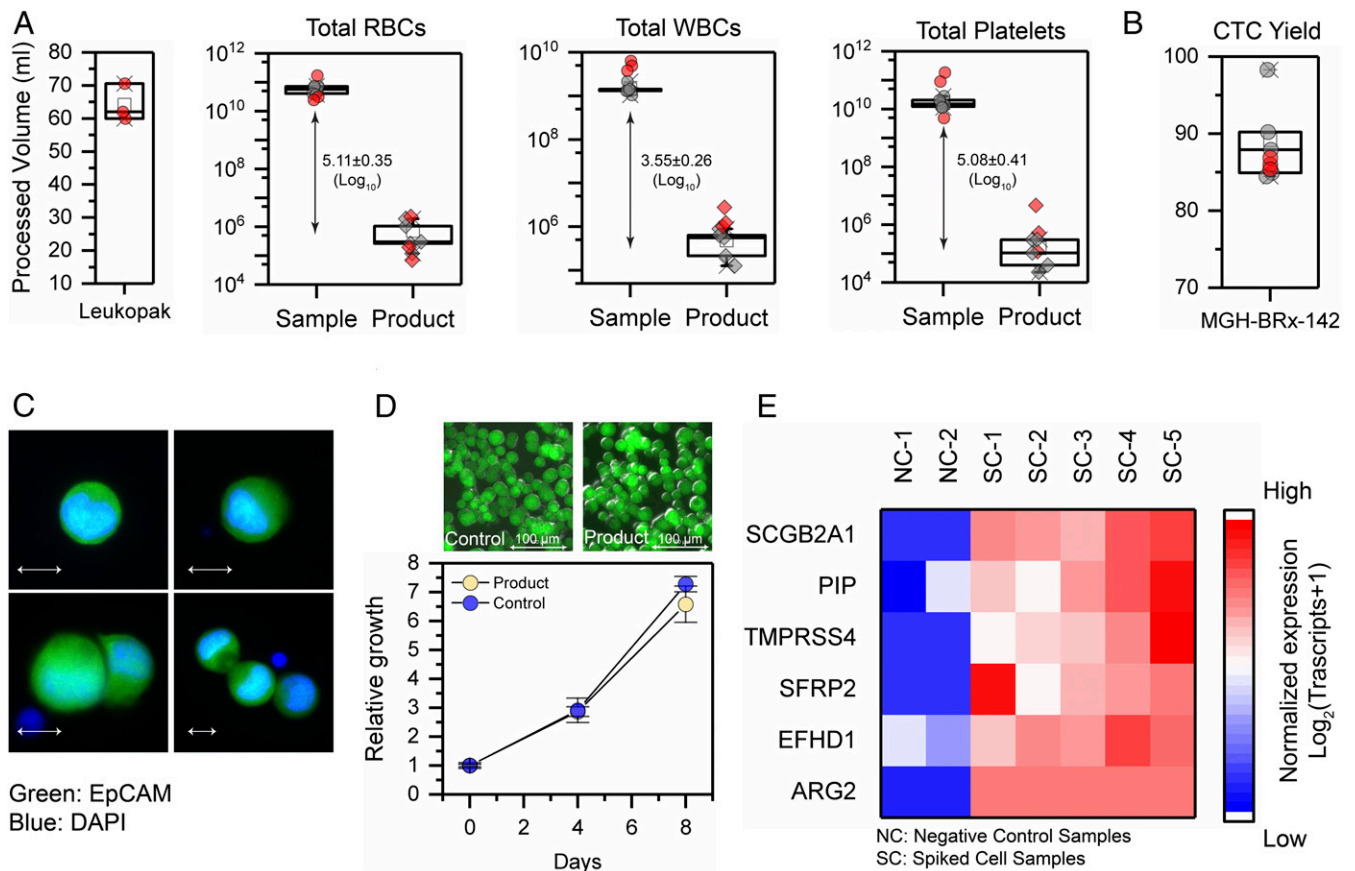 A
Total RBCs
Total WBCs
Total Platelets
B
CTC Yield
Processed Volume (ml)
80
70
60
50
40
30
20
10
Leukopak
10^12
10^10
10^8
10^6
10^4
5.11±0.35
(Log₁₀)
Sample
Product
10^10
10^8
10^6
3.55±0.26
(Log₁₀)
Sample
Product
10^12
10^10
10^8
10^6
10^4
5.08±0.41
(Log₁₀)
Sample
Product
100
90
80
70
MGH-BRx-142
C
Green: EpCAM
Blue: DAPI
D
Control
100 µm
Product
100 µm
Relative growth
8
7
6
5
4
3
2
1
0
Product
Control
0
2
4
6
8
Days
E
NC-1
NC-2
SC-1
SC-2
SC-3
SC-4
SC-5
SCGB2A1
PIP
TMPRSS4
SFRP2
EFHD1
ARG2
NC: Negative Control Samples
SC: Spiked Cell Samples
High
Normalized expression
Log₂(Trascripts+1)
Low